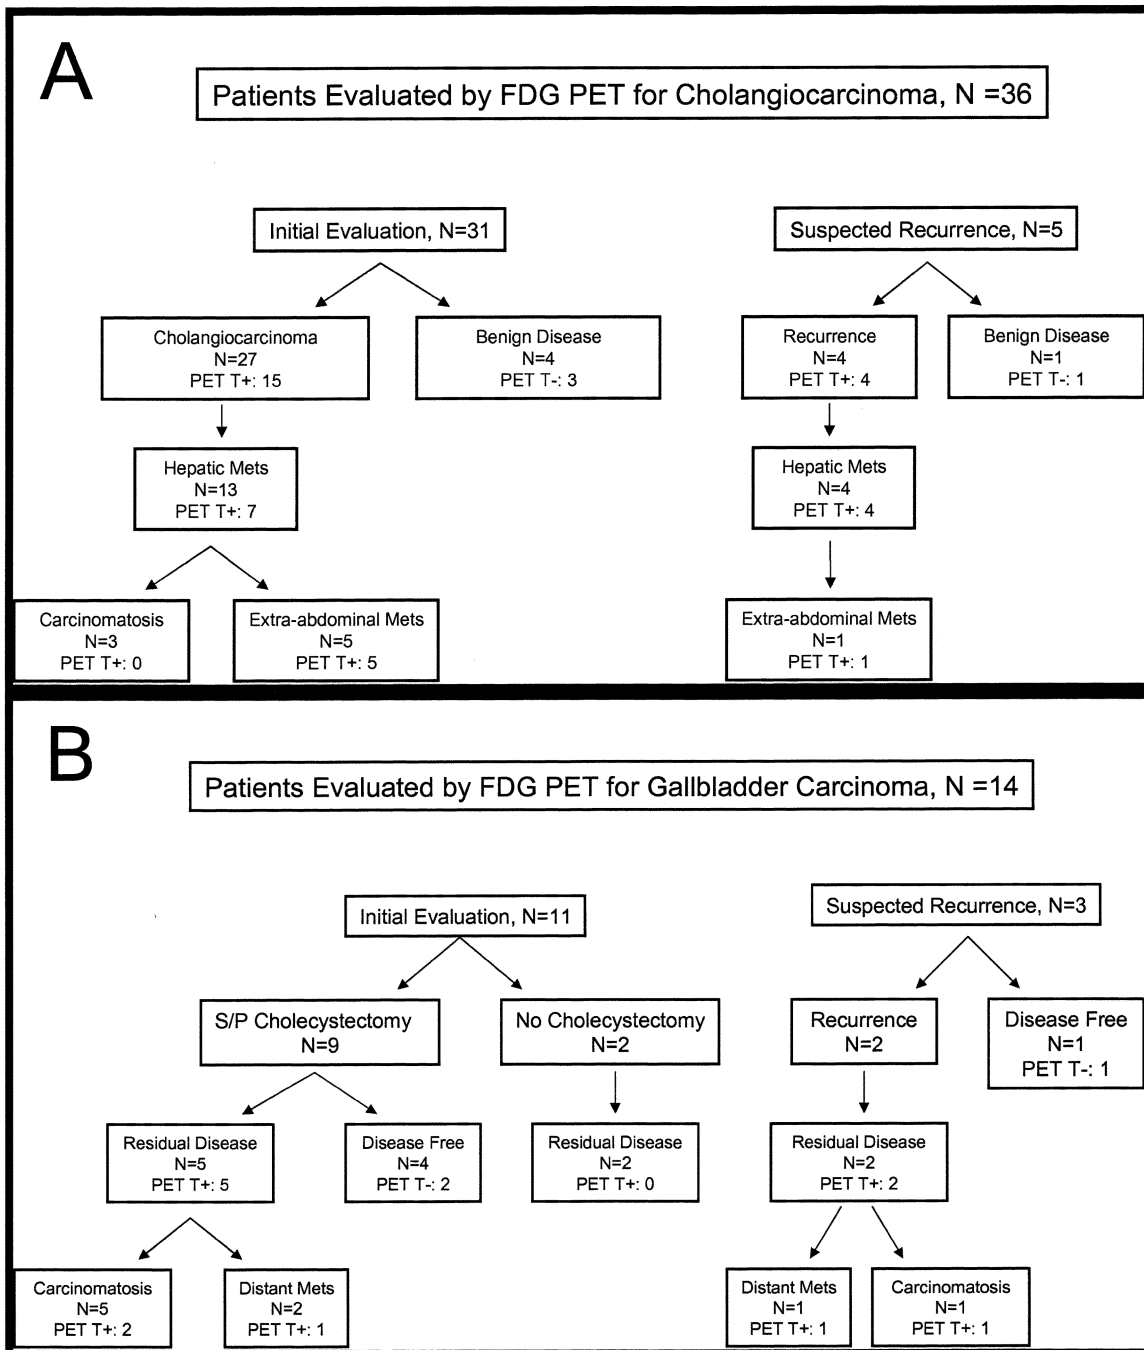 A
Patients Evaluated by FDG PET for Cholangiocarcinoma, N =36
Initial Evaluation, N=31
Suspected Recurrence, N=5
Cholangiocarcinoma
N=27
PET T+: 15
Benign Disease
N=4
PET T-: 3
Recurrence
N=4
PET T+: 4
Benign Disease
N=1
PET T-: 1
Hepatic Mets
N=13
PET T+: 7
Hepatic Mets
N=4
PET T+: 4
Carcinomatosis
N=3
PET T+: 0
Extra-abdominal Mets
N=5
PET T+: 5
Extra-abdominal Mets
N=1
PET T+: 1
B
Patients Evaluated by FDG PET for Gallbladder Carcinoma, N =14
Initial Evaluation, N=11
Suspected Recurrence, N=3
S/P Cholecystectomy
N=9
No Cholecystectomy
N=2
Recurrence
N=2
Disease Free
N=1
PET T-: 1
Residual Disease
N=5
PET T+: 5
Disease Free
N=4
PET T-: 2
Residual Disease
N=2
PET T+: 0
Residual Disease
N=2
PET T+: 2
Carcinomatosis
N=5
PET T+: 2
Distant Mets
N=2
PET T+: 1
Distant Mets
N=1
PET T+: 1
Carcinomatosis
N=1
PET T+: 1